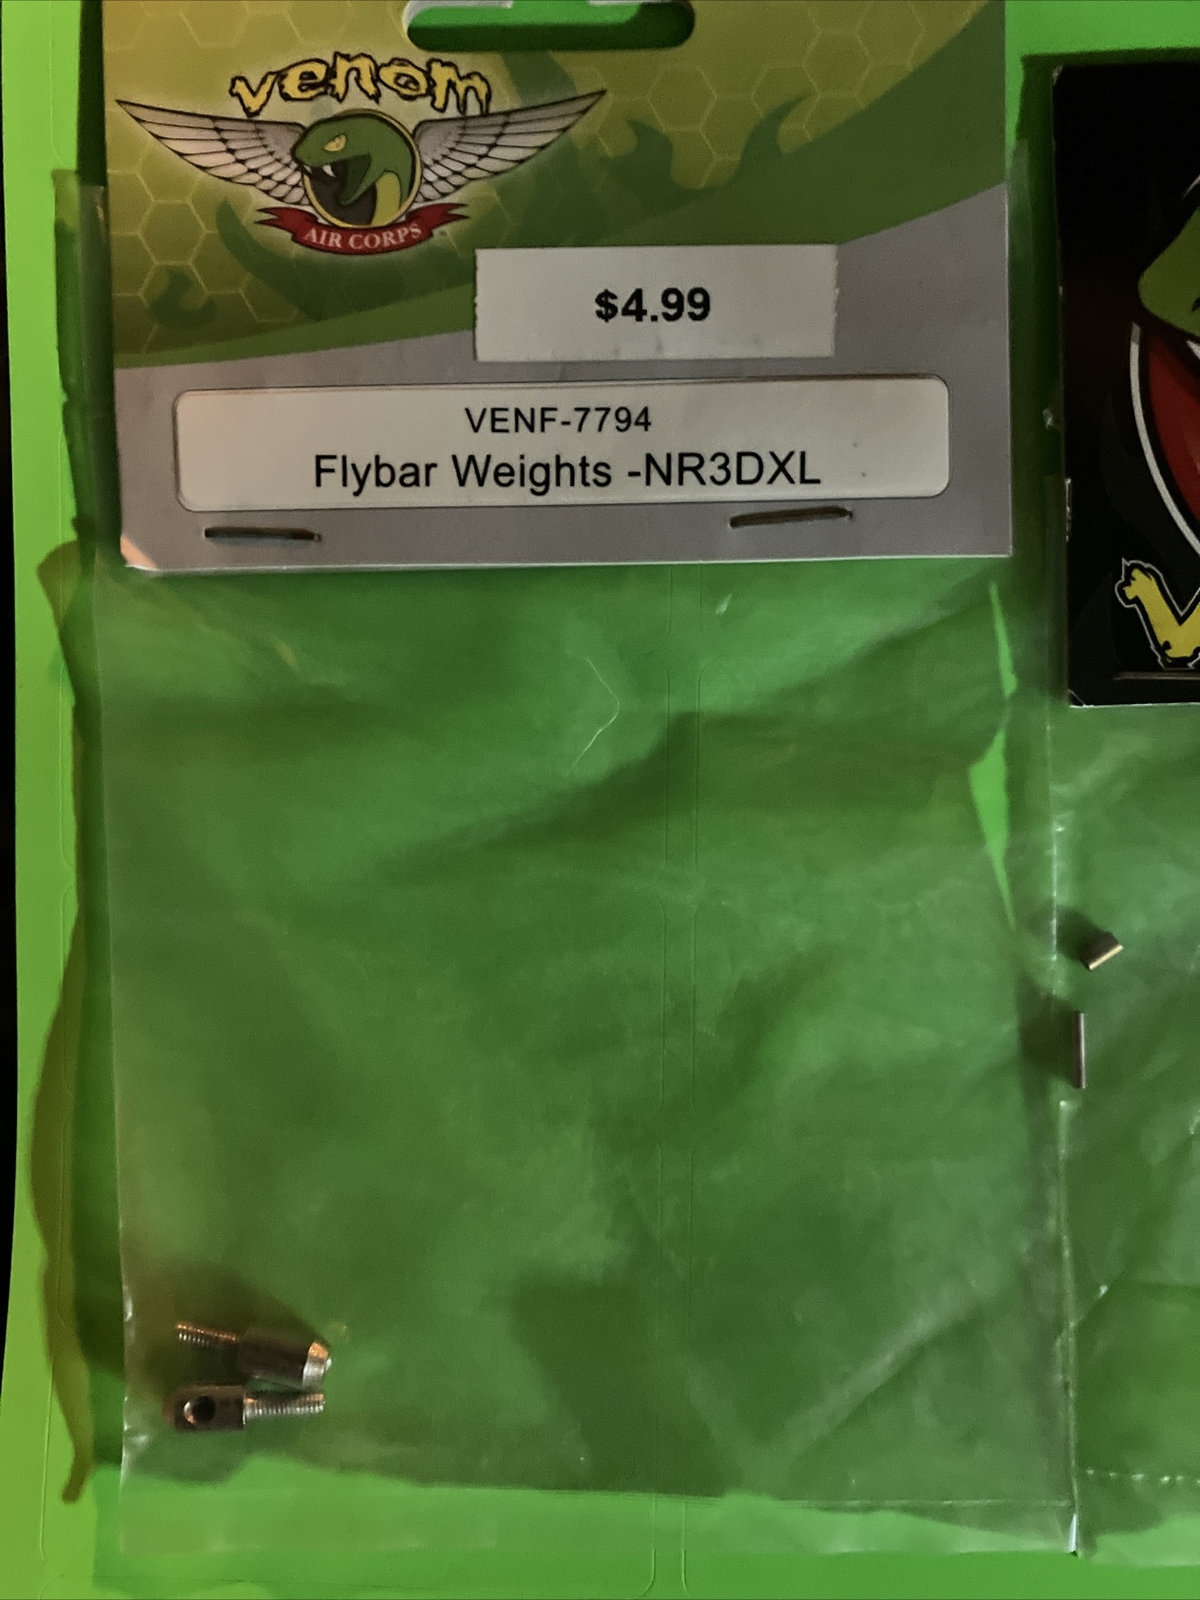 venom
AIR CORPS
$4.99
VENF-7794
Flybar Weights -NR3DXL
V